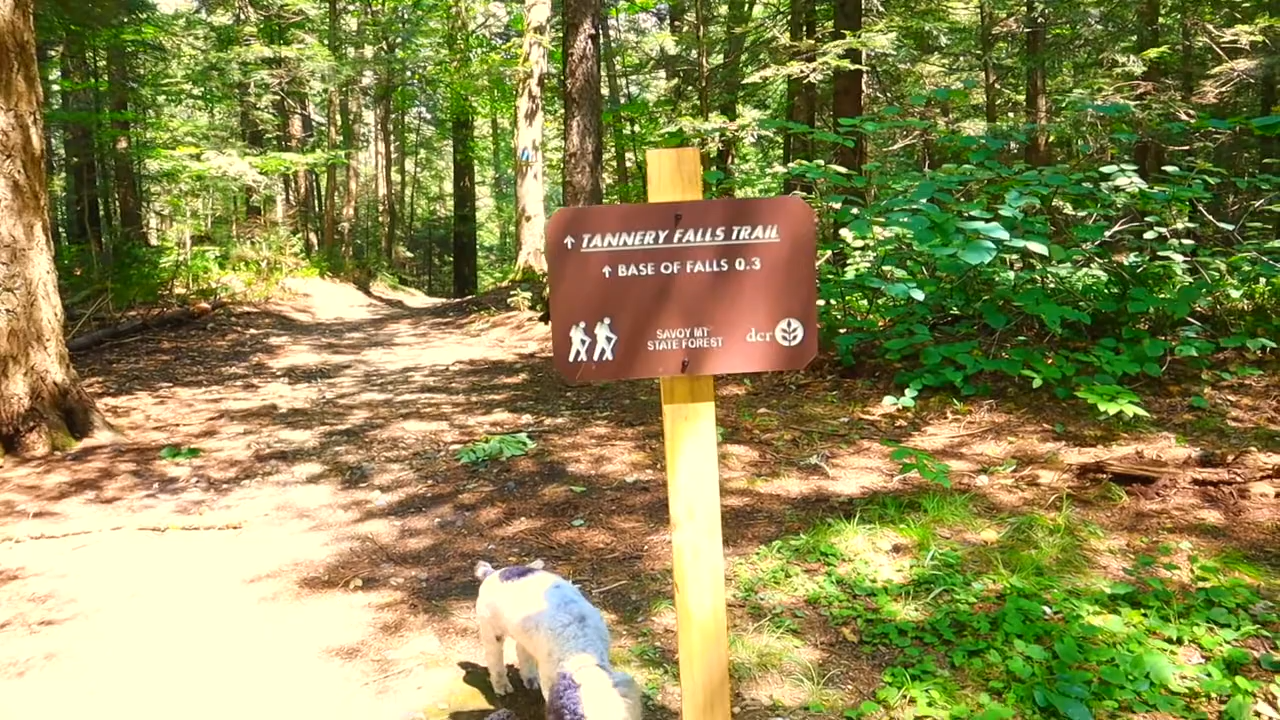 ↑ TANNERY FALLS TRAIL
↑ BASE OF FALLS 0.3
SAVOY MT
STATE FOREST
dcr